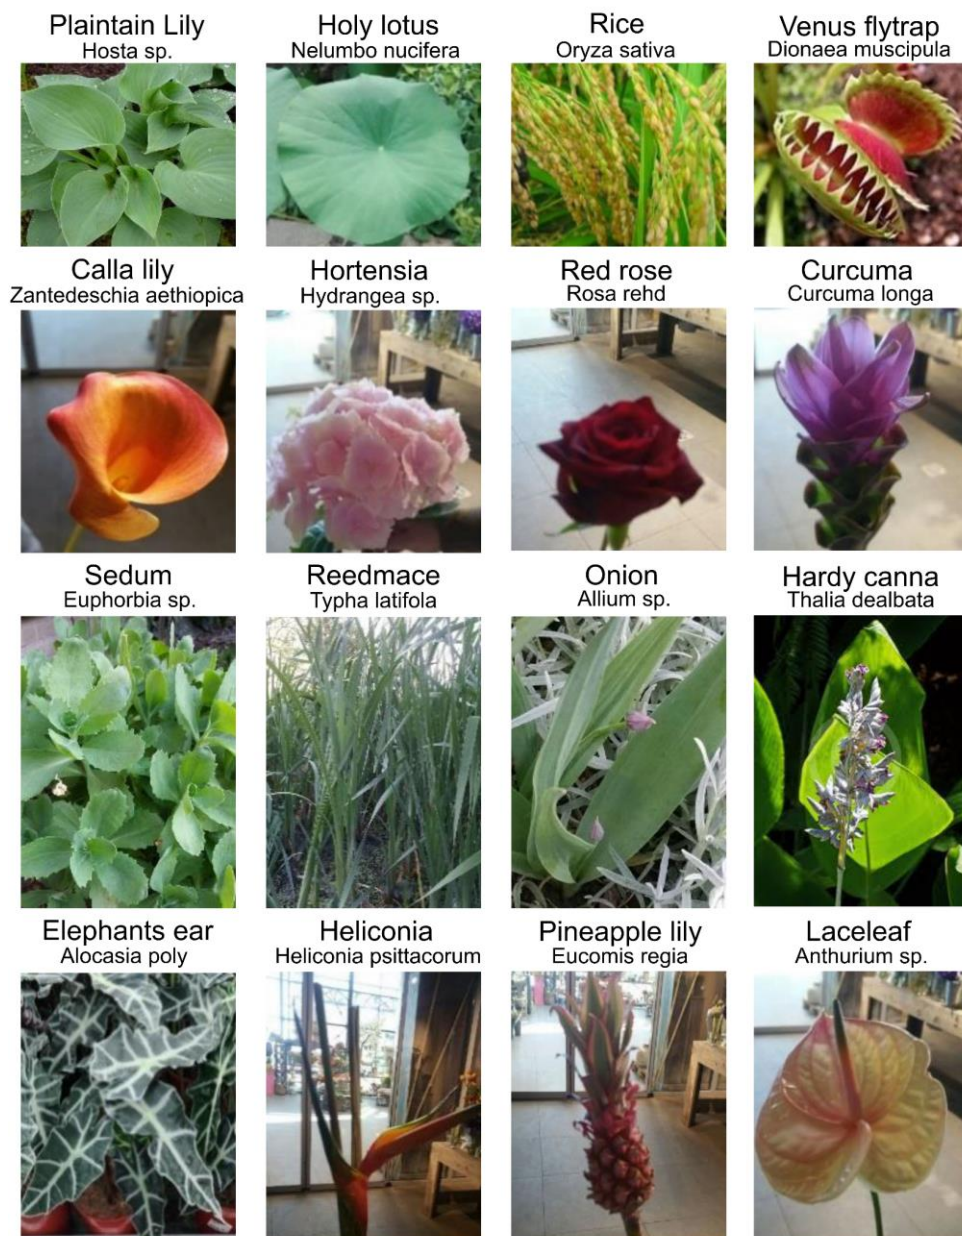 Plaintain Lily
Hosta sp.
Holy lotus
Nelumbo nucifera
Rice
Oryza sativa
Venus flytrap
Dionaea muscipula
Calla lily
Zantedeschia aethiopica
Hortensia
Hydrangea sp.
Red rose
Rosa rehd
Curcuma
Curcuma longa
Sedum
Euphorbia sp.
Reedmace
Typha latifola
Onion
Allium sp.
Hardy canna
Thalia dealbata
Elephants ear
Alocasia poly
Heliconia
Heliconia psittacorum
Pineapple lily
Eucomis regia
Laceleaf
Anthurium sp.